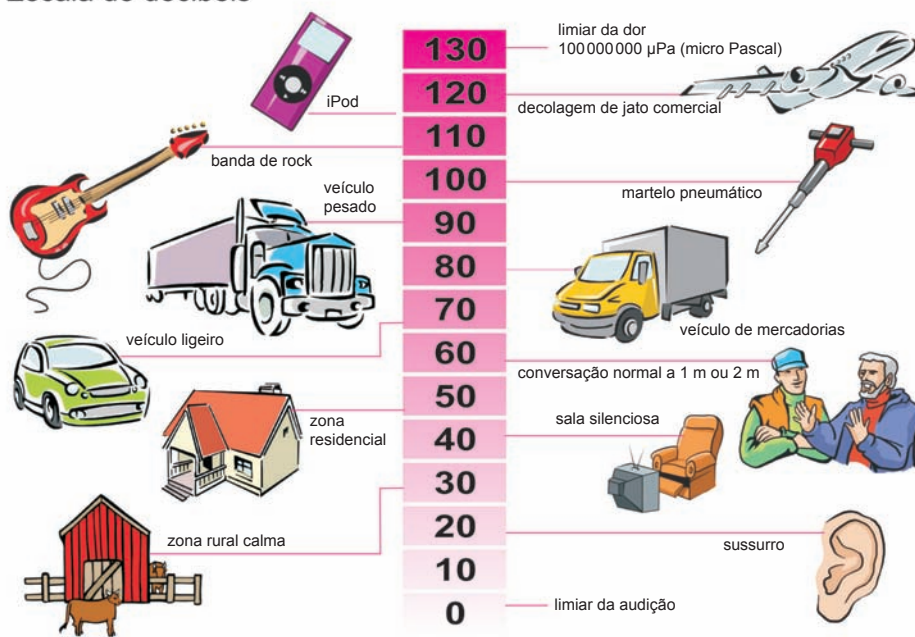 Escala de decibéis
130
120
110
100
90
80
70
60
50
40
30
20
10
0
limiar da dor
100 000 000 µPa (micro Pascal)
iPod
decolagem de jato comercial
banda de rock
martelo pneumático
veículo
pesado
veículo de mercadorias
veículo ligeiro
conversação normal a 1 m ou 2 m
zona
residencial
sala silenciosa
zona rural calma
sussurro
limiar da audição